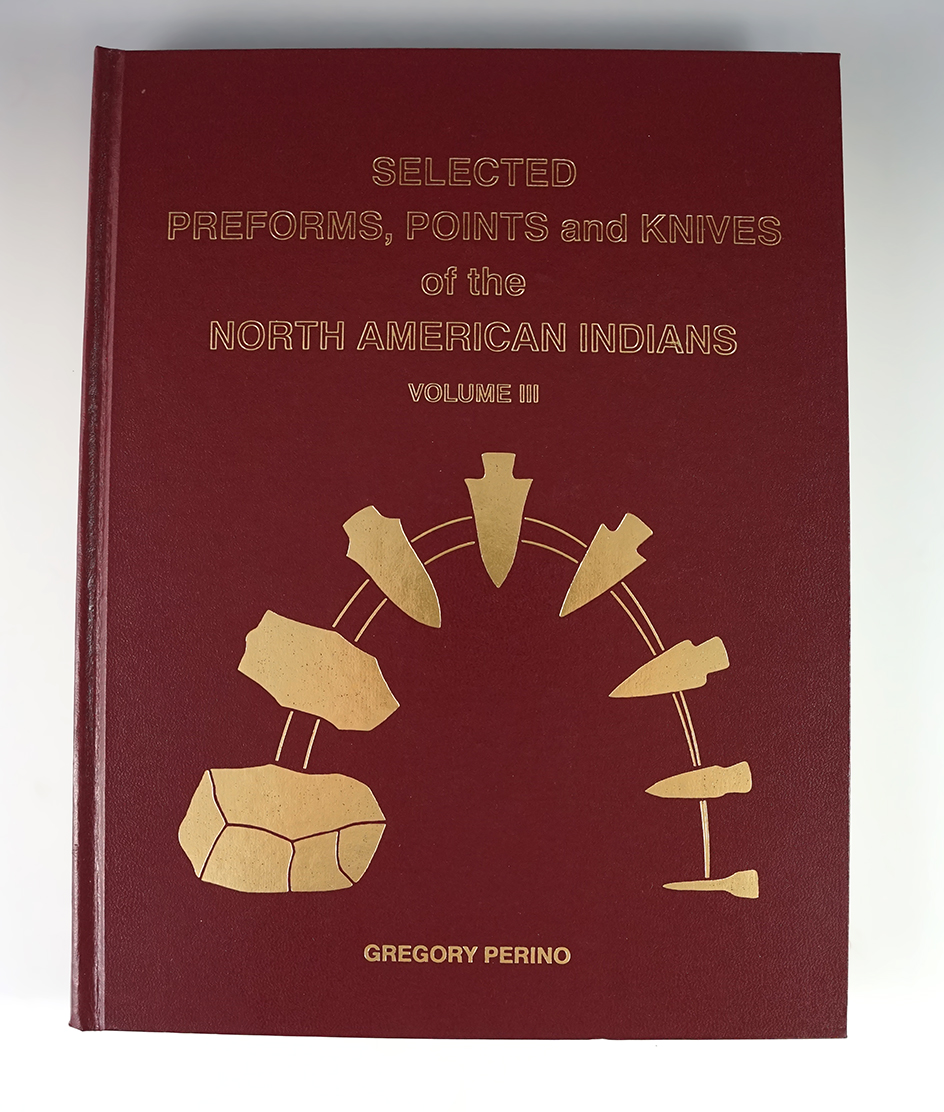 SELECTED
PREFORMS, POINTS and KNIVES
of the
NORTH AMERICAN INDIANS
VOLUME III
GREGORY PERINO